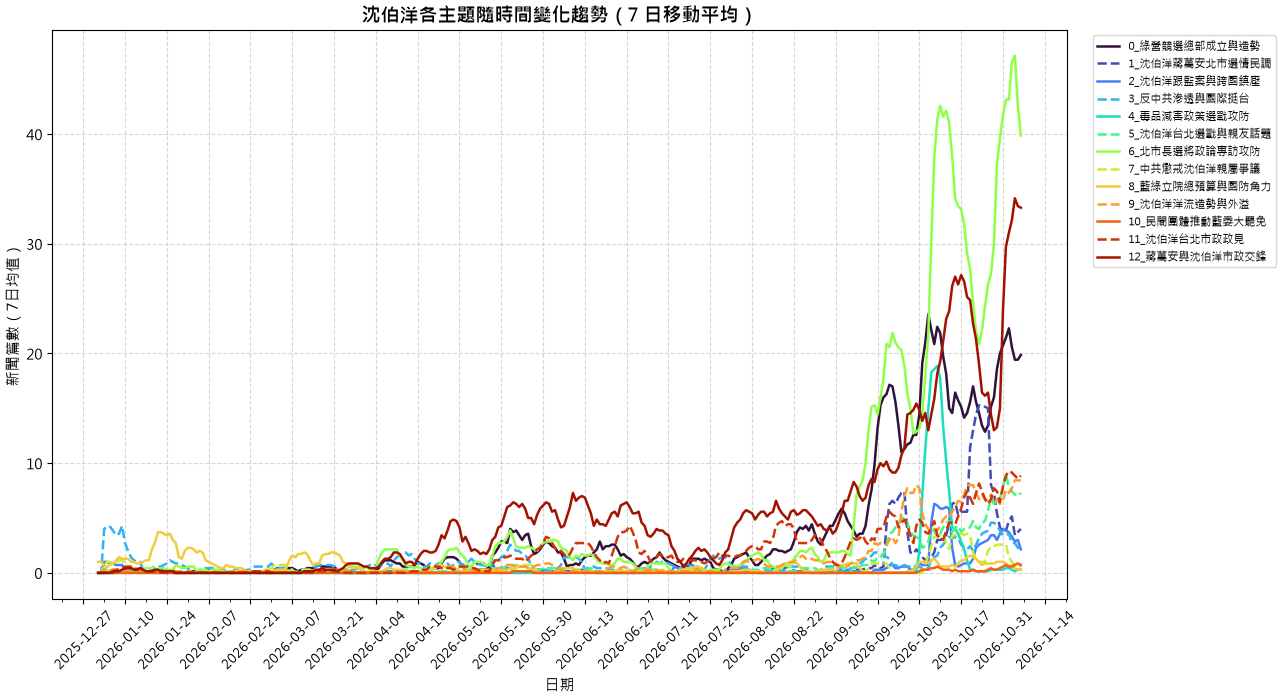 沈伯洋各主題隨時間變化趨勢（7 日移動平均）
新聞篇數（7日均值）
40
30
20
10
0
2025-12-27
2026-01-10
2026-01-24
2026-02-07
2026-02-21
2026-03-07
2026-03-21
2026-04-04
2026-04-18
2026-05-02
2026-05-16
2026-05-30
2026-06-13
2026-06-27
2026-07-11
2026-07-25
2026-08-08
2026-08-22
2026-09-05
2026-09-19
2026-10-03
2026-10-17
2026-10-31
2026-11-14
日期
0_綠營競選總部成立與造勢
1_沈伯洋蔣萬安北市選情民調
2_沈伯洋跟監案與跨國鎮壓
3_反中共滲透與國際挺台
4_毒品減害政策選戰攻防
5_沈伯洋台北選戰與親友話題
6_北市長選將政論專訪攻防
7_中共懲戒沈伯洋親屬爭議
8_藍綠立院總預算與國防角力
9_沈伯洋洋流造勢與外溢
10_民間團體推動藍委大罷免
11_沈伯洋台北市政政見
12_蔣萬安與沈伯洋市政交鋒